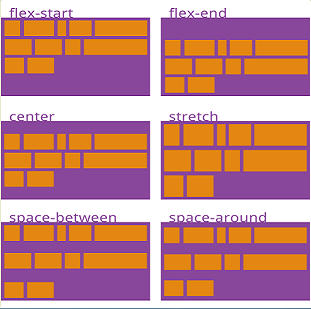 flex-start
flex-end
center
stretch
space-between
space-around